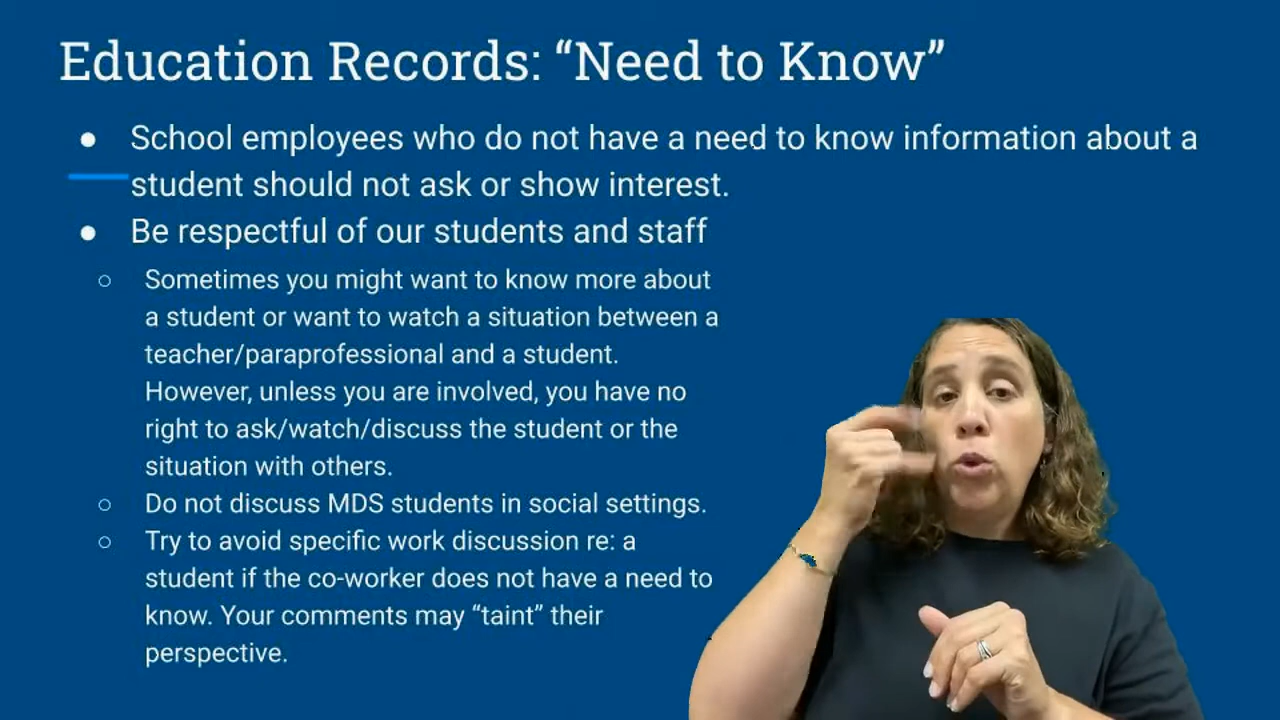 Education Records: “Need to Know”
● School employees who do not have a need to know information about a
student should not ask or show interest.
● Be respectful of our students and staff
○ Sometimes you might want to know more about
a student or want to watch a situation between a
teacher/paraprofessional and a student.
However, unless you are involved, you have no
right to ask/watch/discuss the student or the
situation with others.
○ Do not discuss MDS students in social settings.
○ Try to avoid specific work discussion re: a
student if the co-worker does not have a need to
know. Your comments may “taint” their
perspective.